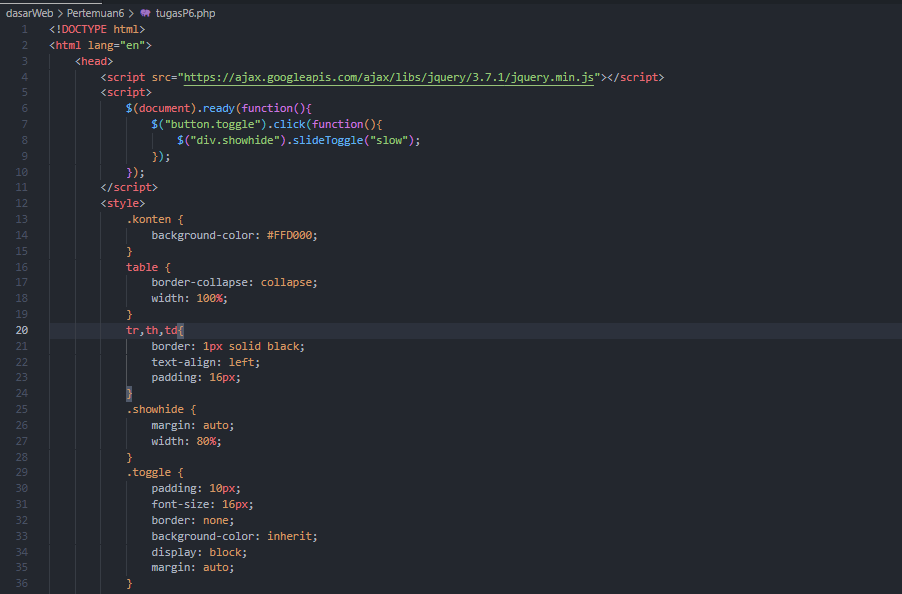 dasarWeb > Pertemuan6 > tugasP6.php
1 <!DOCTYPE html>
2 <html lang="en">
3     <head>
4         <script src="https://ajax.googleapis.com/ajax/libs/jquery/3.7.1/jquery.min.js"></script>
5         <script>
6             $(document).ready(function(){
7                 $("button.toggle").click(function(){
8                     $("div.showhide").slideToggle("slow");
9                 });
10             });
11         </script>
12         <style>
13             .konten {
14                 background-color: #FFD000;
15             }
16             table {
17                 border-collapse: collapse;
18                 width: 100%;
19             }
20             tr,th,td{
21                 border: 1px solid black;
22                 text-align: left;
23                 padding: 16px;
24             }
25             .showhide {
26                 margin: auto;
27                 width: 80%;
28             }
29             .toggle {
30                 padding: 10px;
31                 font-size: 16px;
32                 border: none;
33                 background-color: inherit;
34                 display: block;
35                 margin: auto;
36             }